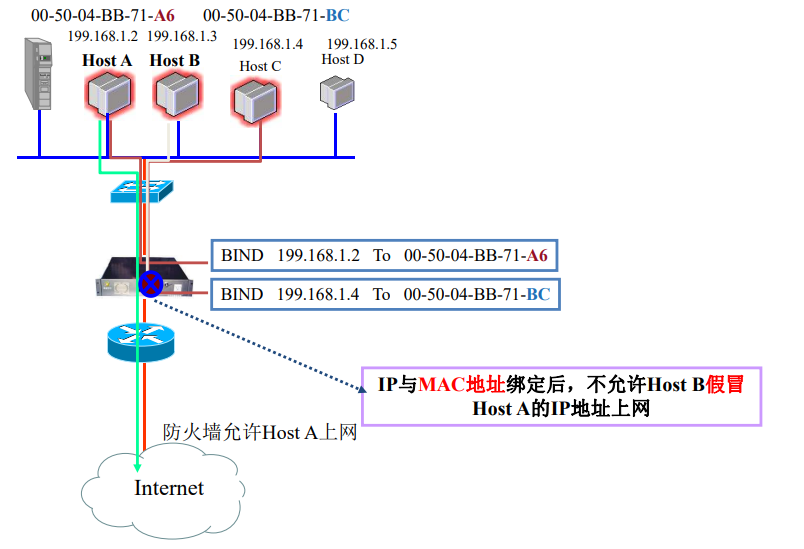 00-50-04-BB-71-A6 00-50-04-BB-71-BC
199.168.1.2 199.168.1.3 199.168.1.4 199.168.1.5
Host A Host B Host C Host D
BIND 199.168.1.2 To 00-50-04-BB-71-A6
BIND 199.168.1.4 To 00-50-04-BB-71-BC
IP与MAC地址绑定后，不允许Host B假冒
Host A的IP地址上网
防火墙允许Host A上网
Internet